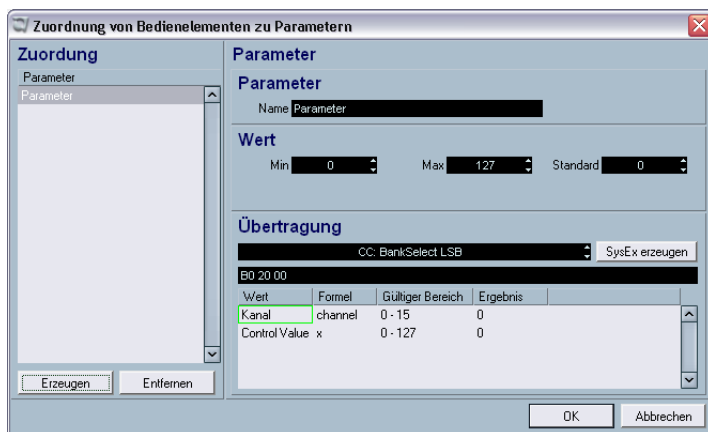 Zuordnung von Bedienelementen zu Parametern
Zuordung
Parameter
Parameter
Erzeugen
Entfernen
Parameter
Parameter
Name Parameter
Wert
Min 0 Max 127 Standard 0
Übertragung
CC: BankSelect LSB SysEx erzeugen
B0 20 00
Wert Formel Gültiger Bereich Ergebnis
Kanal channel 0 - 15 0
Control Value x 0 - 127 0
OK Abbrechen